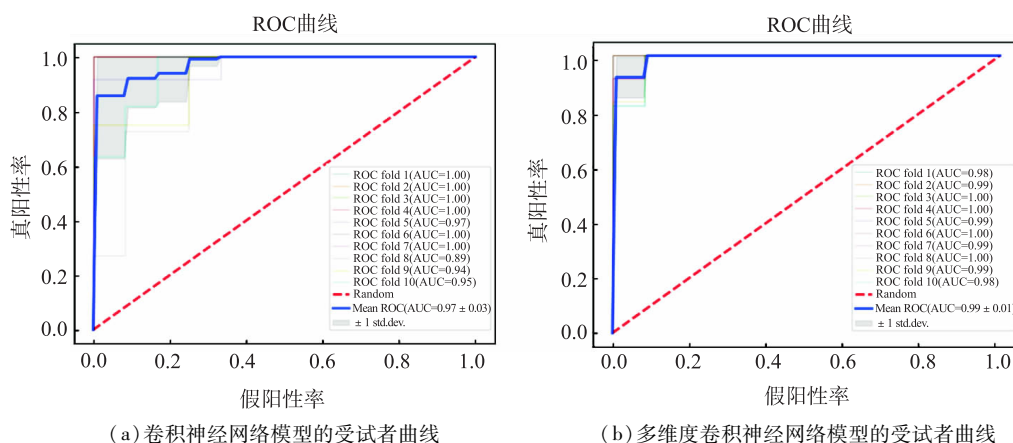 ROC曲线
1.0
0.8
0.6
0.4
0.2
0.0
真阳性率
ROC fold 1(AUC=1.00)
ROC fold 2(AUC=1.00)
ROC fold 3(AUC=1.00)
ROC fold 4(AUC=1.00)
ROC fold 5(AUC=0.97)
ROC fold 6(AUC=1.00)
ROC fold 7(AUC=1.00)
ROC fold 8(AUC=0.89)
ROC fold 9(AUC=0.94)
ROC fold 10(AUC=0.95)
Random
Mean ROC(AUC=0.97 ± 0.03)
± 1 std.dev.
0.0 0.2 0.4 0.6 0.8 1.0
假阳性率
(a)卷积神经网络模型的受试者曲线
ROC曲线
1.0
0.8
0.6
0.4
0.2
0.0
真阳性率
ROC fold 1(AUC=0.98)
ROC fold 2(AUC=0.99)
ROC fold 3(AUC=1.00)
ROC fold 4(AUC=1.00)
ROC fold 5(AUC=0.99)
ROC fold 6(AUC=1.00)
ROC fold 7(AUC=0.99)
ROC fold 8(AUC=1.00)
ROC fold 9(AUC=0.99)
ROC fold 10(AUC=0.98)
Random
Mean ROC(AUC=0.99 ± 0.01)
± 1 std.dev.
0.0 0.2 0.4 0.6 0.8 1.0
假阳性率
(b)多维度卷积神经网络模型的受试者曲线